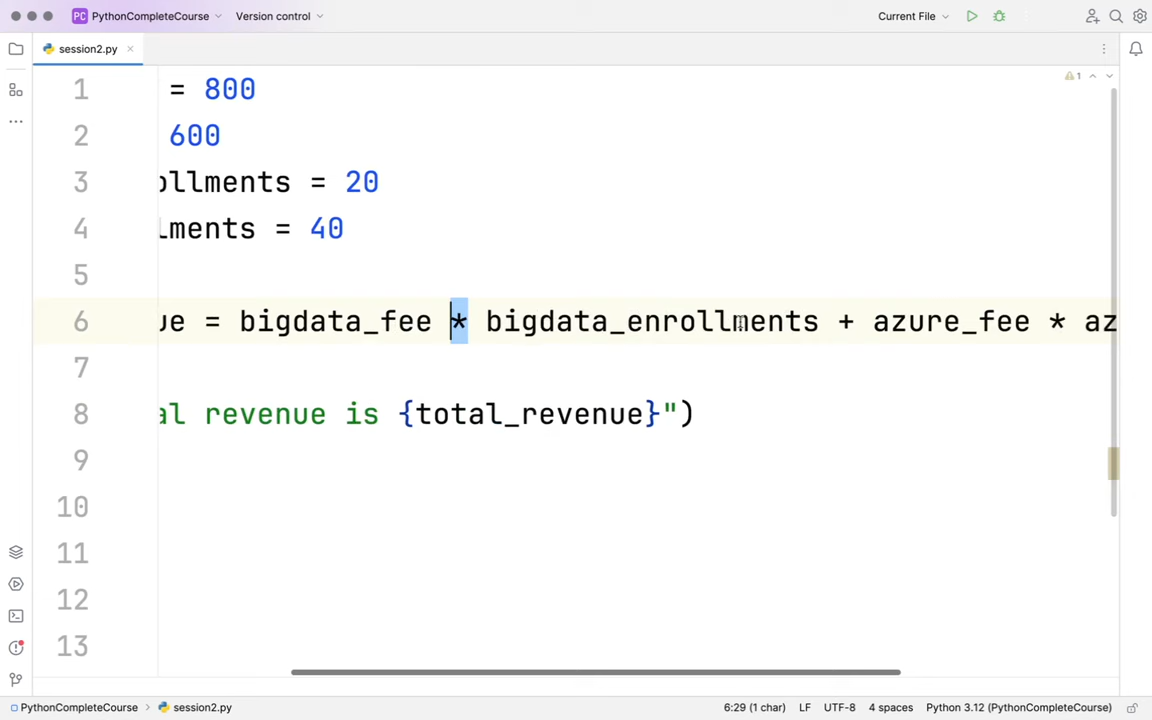 PC PythonCompleteCourse Version control Current File
session2.py
1
1 = 800
2 600
3 ollments = 20
4 lments = 40
5
6 ue = bigdata_fee * bigdata_enrollments + azure_fee * az
7
8 al revenue is {total_revenue}")
9
10
11
12
13
PythonCompleteCourse session2.py 6:29 (1 char) LF UTF-8 4 spaces Python 3.12 (PythonCompleteCourse)